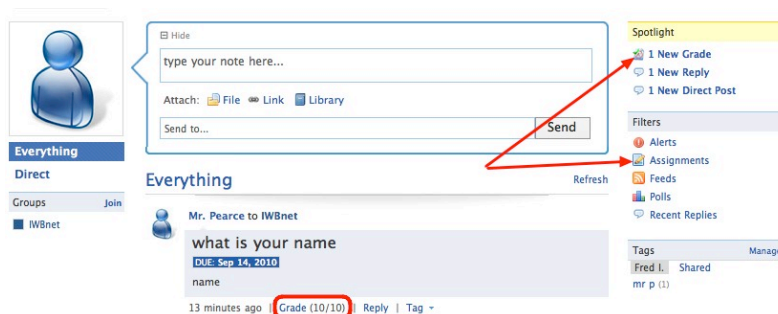 Hide
type your note here...
Attach: File Link Library
Send to...
Send
Everything
Direct
Groups Join
IWBnet
Everything
Refresh
Mr. Pearce to IWBnet
what is your name
DUE: Sep 14, 2010
name
13 minutes ago | Grade (10/10) | Reply | Tag
Spotlight
1 New Grade
1 New Reply
1 New Direct Post
Filters
Alerts
Assignments
Feeds
Polls
Recent Replies
Tags
Manage
Fred I. Shared
mr p (1)